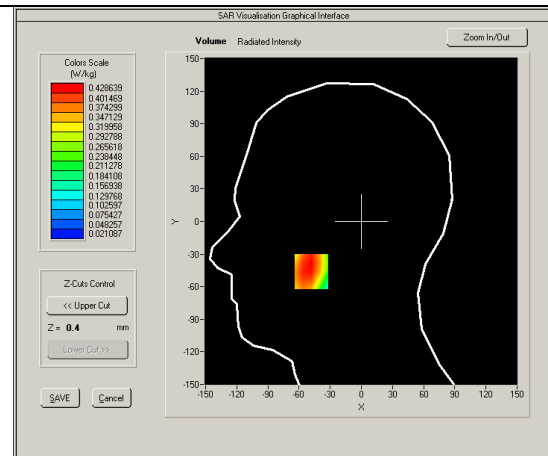 SAR Visualisation Graphical Interface
Volume Radiated Intensity
Zoom In/Out
Colors Scale
(W/kg)
0.428639
0.401469
0.374299
0.347129
0.319958
0.292788
0.265618
0.238448
0.211278
0.184108
0.156938
0.129768
0.102597
0.075427
0.048257
0.021087
Z-Cuts Control
<< Upper Cut
Z = 0.4 mm
Lower Cut >>
SAVE Cancel
150
120
90
60
30
Y 0
-30
-60
-90
-120
-150
-150 -120 -90 -60 -30 0 30 60 90 120 150
X